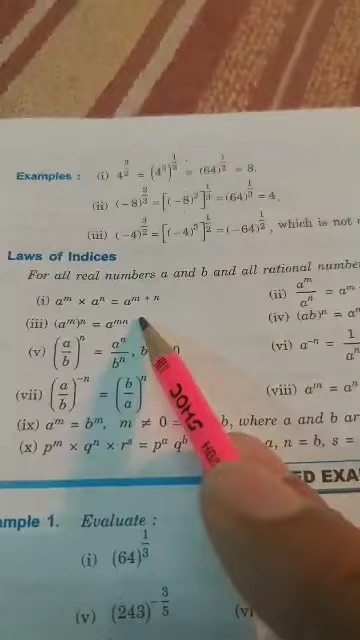 Examples : (i) 4^(3/2) = (4^3)^(1/2) = (64)^(1/2) = 8.
(ii) (−8)^(2/3) = [(−8)^2]^(1/3) = (64)^(1/3) = 4.
(iii) (−4)^(3/2) = [(−4)^3]^(1/2) = (−64)^(1/2), which is not
Laws of Indices
For all real numbers a and b and all rational number
(i) a^m × a^n = a^(m + n) (ii) a^m/a^n = a^m
(iii) (a^m)^n = a^(mn) (iv) (ab)^n = a^n
(v) (a/b)^n = a^n/b^n, b 0 (vi) a^(−n) = 1/a^n
(vii) (a/b)^(−n) = (b/a)^n (viii) a^m = a^n
(ix) a^m = b^m, m ≠ 0 = b, where a and b ar
(x) p^m × q^n × r^s = p^a q^b a, n = b, s =
DOMS
ED EXA
ample 1. Evaluate :
(i) (64)^(1/3)
(v) (243)^(−3/5) (vi